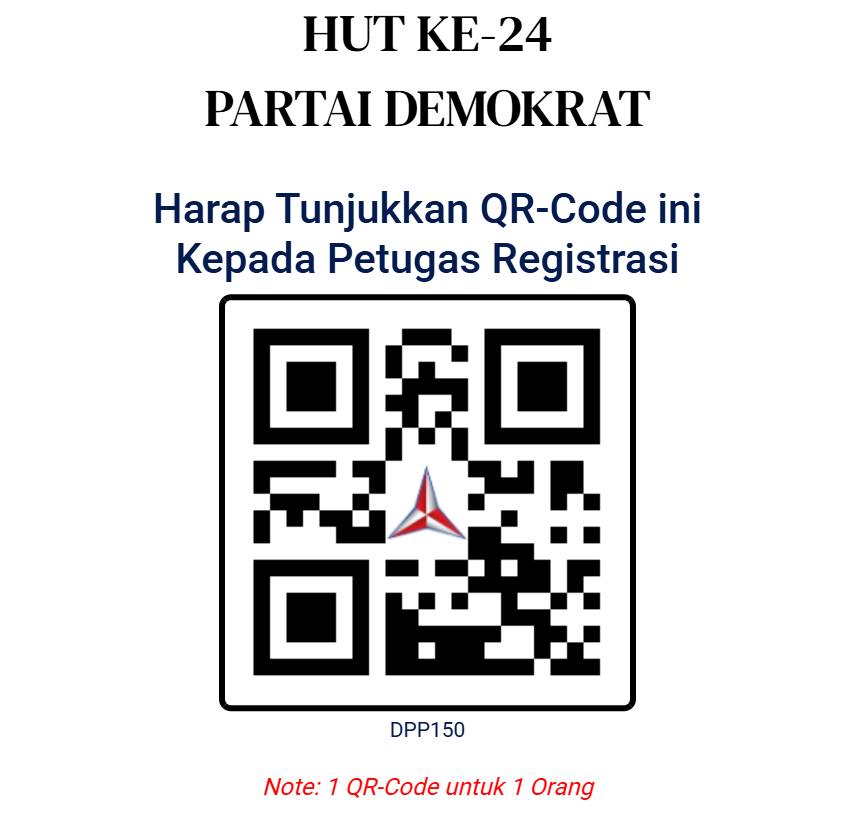 HUT KE-24
PARTAI DEMOKRAT
Harap Tunjukkan QR-Code ini
Kepada Petugas Registrasi
DPP150
Note: 1 QR-Code untuk 1 Orang